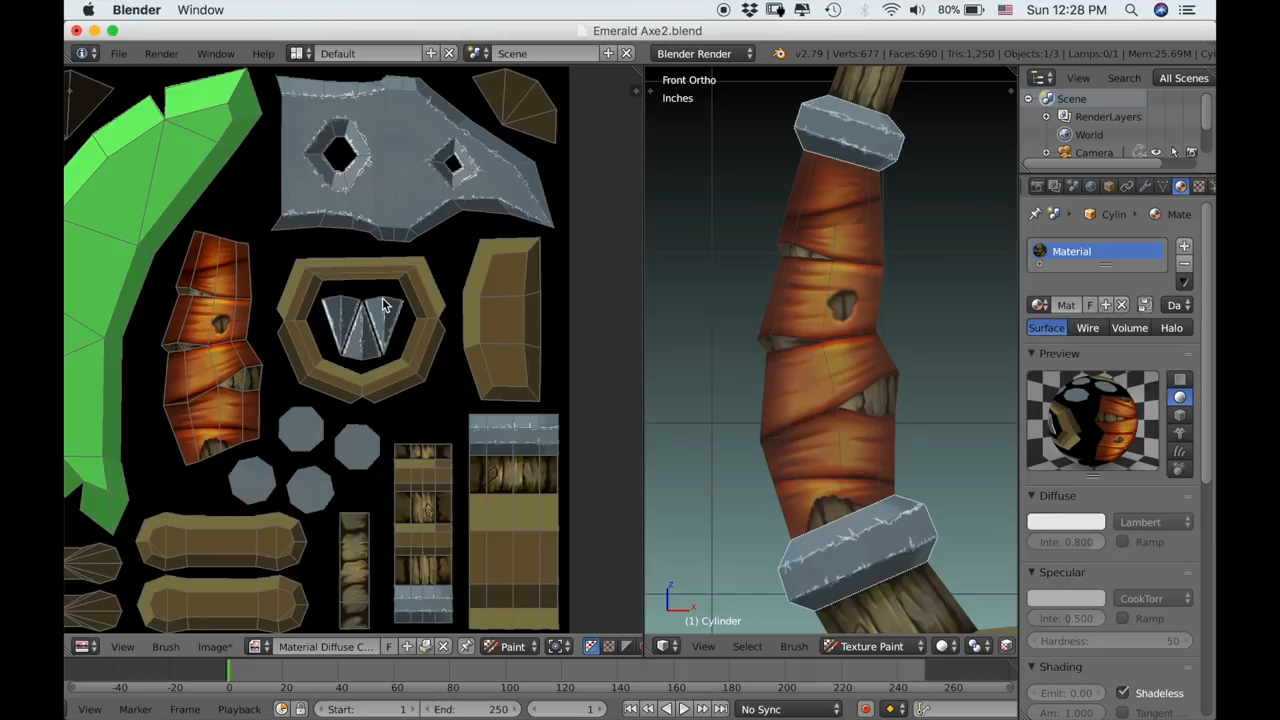 Blender Window 80% Sun 12:28 PM
Emerald Axe2.blend
File Render Window Help Default Scene Blender Render v2.79 | Verts:677 | Faces:690 | Tris:1,250 | Objects:1/3 | Lamps:0/1 | Mem:25.69M
Front Ortho
Inches
View Search All Scenes
Scene
RenderLayers
World
Camera
Cylin Mate
Material
Mat F Da
Surface Wire Volume Halo
Preview
Diffuse
Lambert
Inte: 0.800 Ramp
Specular
CookTorr
Inte: 0.500 Ramp
Hardness: 50
Shading
Emit: 0.00 Shadeless
Am: 1.000 Tangent
(1) Cylinder
View Brush Image* Material Diffuse C... F Paint View Select Brush Texture Paint
-40 -20 0 20 40 60 80 100 120 140 160 180 200 220 240 260
View Marker Frame Playback Start: 1 End: 250 1 No Sync